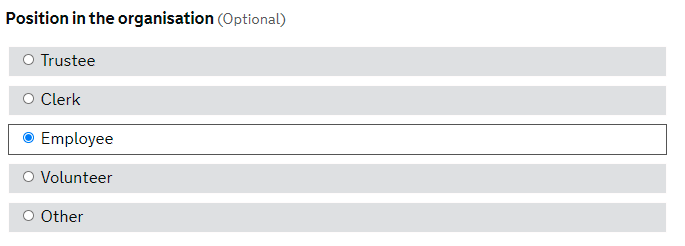 Position in the organisation (Optional)
Trustee
Clerk
Employee
Volunteer
Other